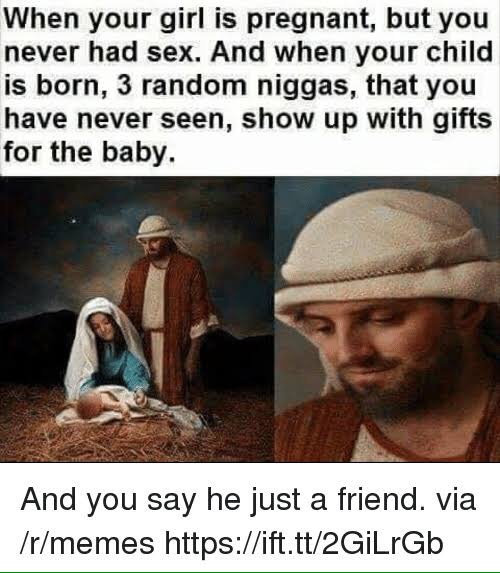 When your girl is pregnant, but you
never had sex. And when your child
is born, 3 random niggas, that you
have never seen, show up with gifts
for the baby.
And you say he just a friend. via
/r/memes https://ift.tt/2GiLrGb